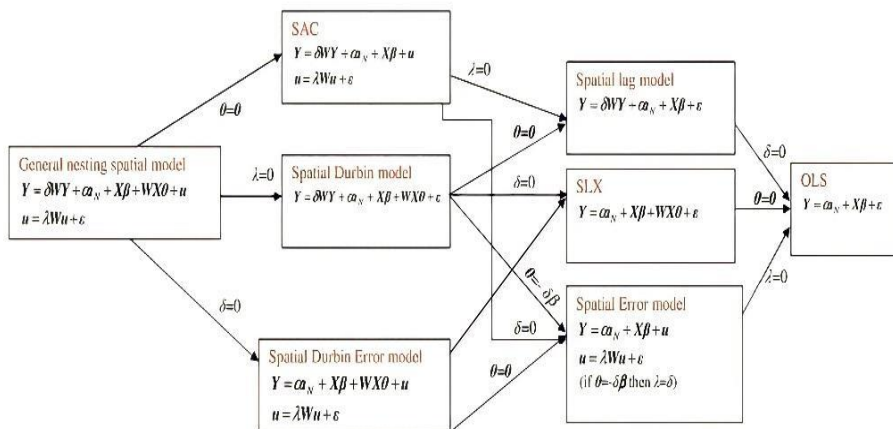 SAC
Y = δWY + αι_N + Xβ + u
u = λWu + ε
λ=0
Spatial lag model
Y = δWY + αι_N + Xβ + ε
θ=0
θ=0
δ=0
General nesting spatial model
Y = δWY + αι_N + Xβ + WXθ + u
u = λWu + ε
λ=0
Spatial Durbin model
Y = δWY + αι_N + Xβ + WXθ + ε
δ=0
SLX
Y = αι_N + Xβ + WXθ + ε
θ=0
OLS
Y = αι_N + Xβ + ε
θ=- δβ
λ=0
δ=0
δ=0
Spatial Error model
Y = αι_N + Xβ + u
u = λWu + ε
(if θ=-δβ then λ=δ)
Spatial Durbin Error model
Y = αι_N + Xβ + WXθ + u
u = λWu + ε
θ=0